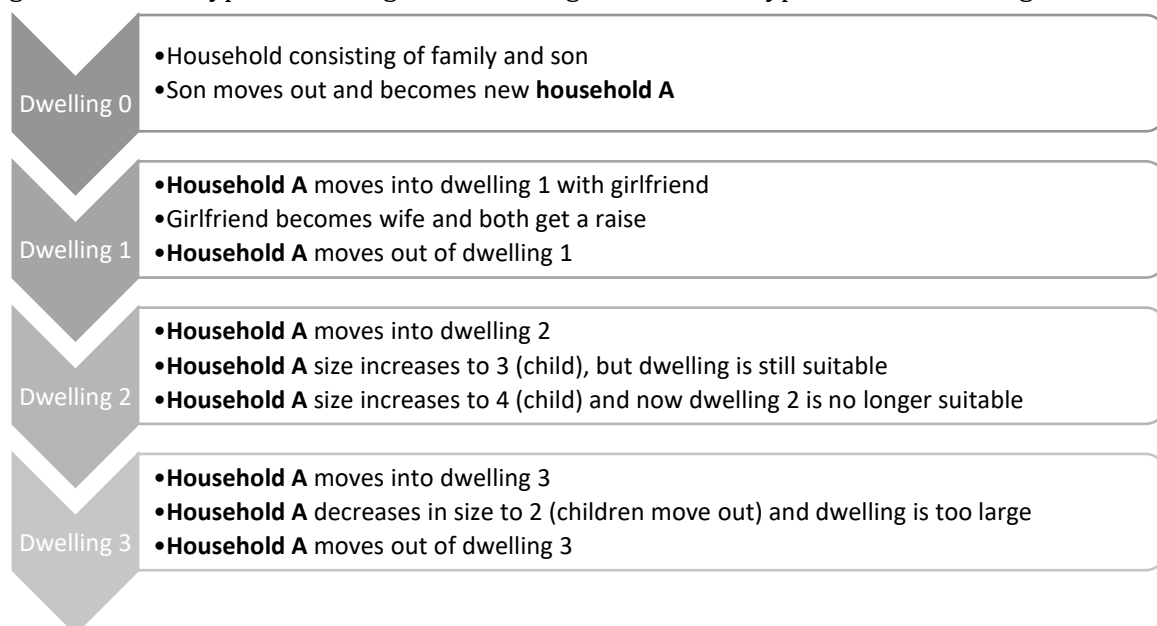 Dwelling 0
•Household consisting of family and son
•Son moves out and becomes new household A
Dwelling 1
•Household A moves into dwelling 1 with girlfriend
•Girlfriend becomes wife and both get a raise
•Household A moves out of dwelling 1
Dwelling 2
•Household A moves into dwelling 2
•Household A size increases to 3 (child), but dwelling is still suitable
•Household A size increases to 4 (child) and now dwelling 2 is no longer suitable
Dwelling 3
•Household A moves into dwelling 3
•Household A decreases in size to 2 (children move out) and dwelling is too large
•Household A moves out of dwelling 3